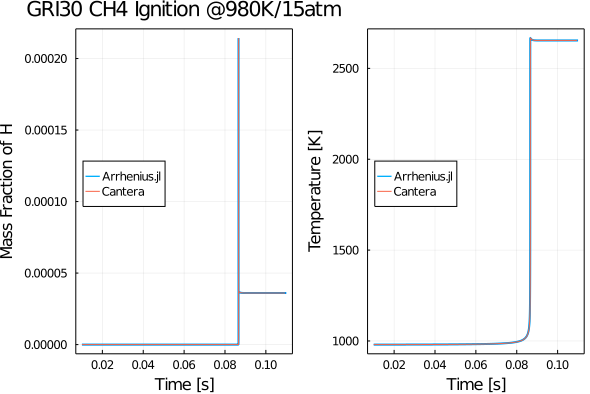 GRI30 CH4 Ignition @980K/15atm
Mass Fraction of H
0.00020
0.00015
0.00010
0.00005
0.00000
Arrhenius.jl
Cantera
0.02 0.04 0.06 0.08 0.10
Time [s]
Temperature [K]
2500
2000
1500
1000
Arrhenius.jl
Cantera
0.02 0.04 0.06 0.08 0.10
Time [s]